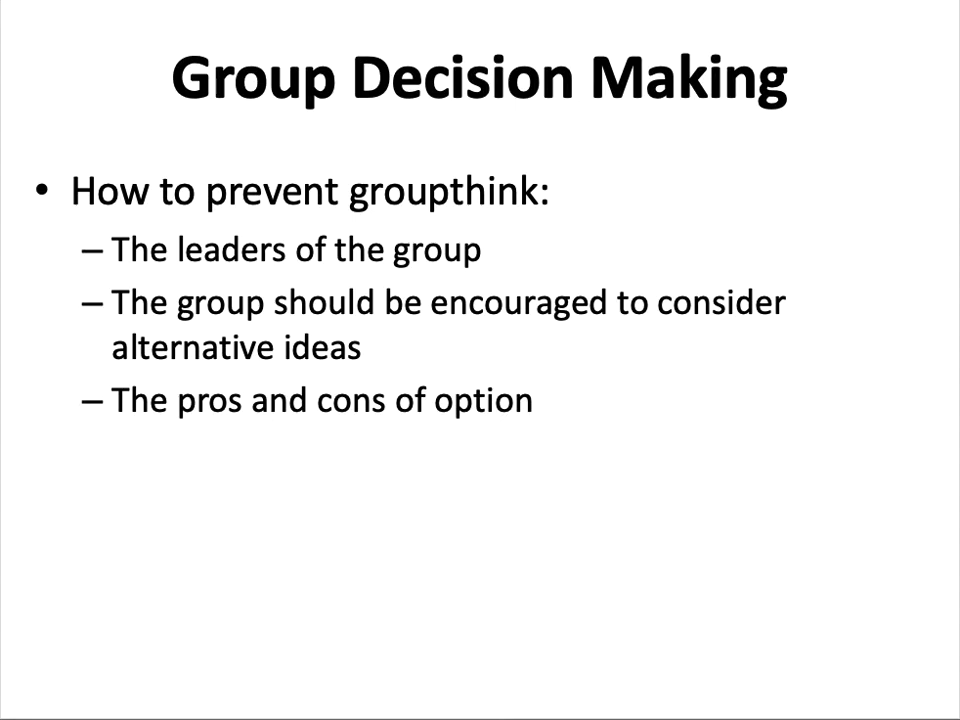 Group Decision Making
• How to prevent groupthink:
– The leaders of the group
– The group should be encouraged to consider
alternative ideas
– The pros and cons of option